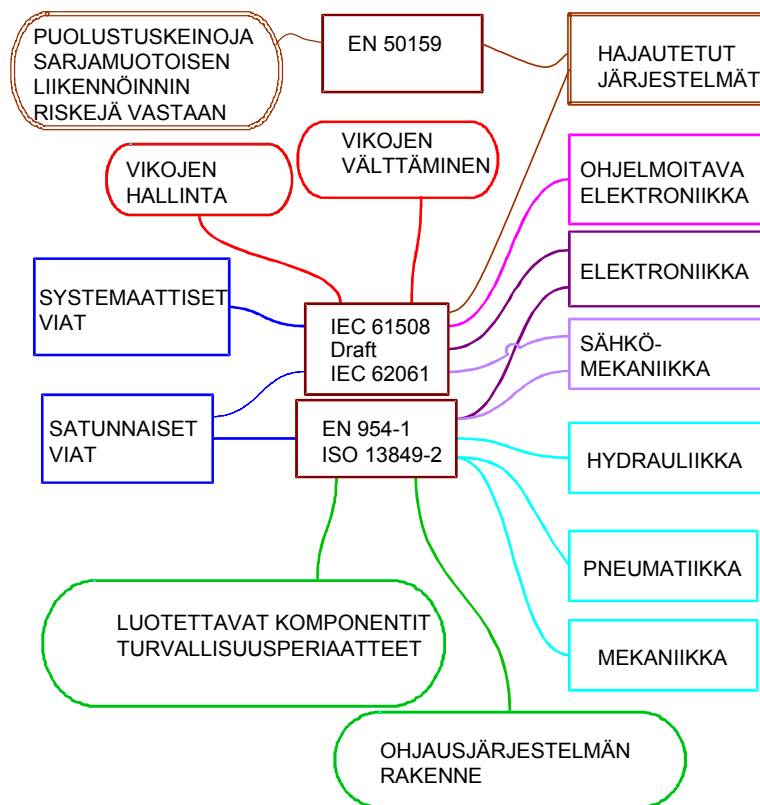 PUOLUSTUSKEINOJA
SARJAMUOTOISEN
LIIKENNÖINNIN
RISKEJÄ VASTAAN
EN 50159
HAJAUTETUT
JÄRJESTELMÄT
VIKOJEN
HALLINTA
VIKOJEN
VÄLTTÄMINEN
OHJELMOITAVA
ELEKTRONIIKKA
ELEKTRONIIKKA
SYSTEMAATTISET
VIAT
IEC 61508
Draft
IEC 62061
SÄHKÖ-
MEKANIIKKA
SATUNNAISET
VIAT
EN 954-1
ISO 13849-2
HYDRAULIIKKA
PNEUMATIIKKA
LUOTETTAVAT KOMPONENTIT
TURVALLISUUSPERIAATTEET
MEKANIIKKA
OHJAUSJÄRJESTELMÄN
RAKENNE